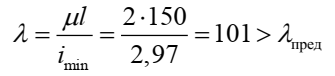 λ = μl / i_min = 2·150 / 2,97 = 101 > λ_пред